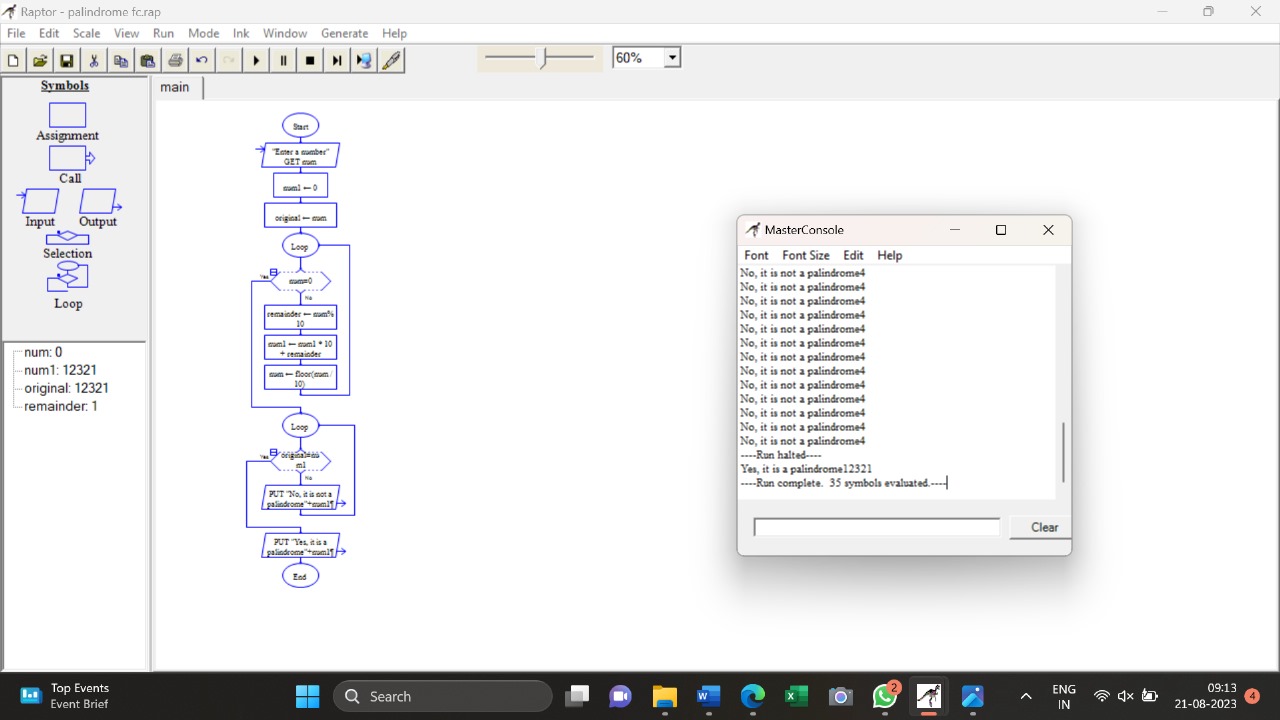 Raptor - palindrome fc.rap
File Edit Scale View Run Mode Ink Window Generate Help
60%
Symbols
Assignment
Call
Input Output
Selection
Loop
num: 0
num1: 12321
original: 12321
remainder: 1
main
Start
"Enter a number"
GET num
num1 ← 0
original ← num
Loop
Yes
num=0
No
remainder ← num%
10
num1 ← num1 * 10
+ remainder
num ← floor(num /
10)
Loop
Yes
original=nu
m1
No
PUT "No, it is not a
palindrome"+num1¶
PUT "Yes, it is a
palindrome"+num1¶
End
MasterConsole
Font Font Size Edit Help
No, it is not a palindrome4
No, it is not a palindrome4
No, it is not a palindrome4
No, it is not a palindrome4
No, it is not a palindrome4
No, it is not a palindrome4
No, it is not a palindrome4
No, it is not a palindrome4
No, it is not a palindrome4
No, it is not a palindrome4
No, it is not a palindrome4
No, it is not a palindrome4
No, it is not a palindrome4
----Run halted----
Yes, it is a palindrome12321
----Run complete.  35 symbols evaluated.----
Clear
Top Events
Event Brief
Search
2
ENG
IN
09:13
21-08-2023
4